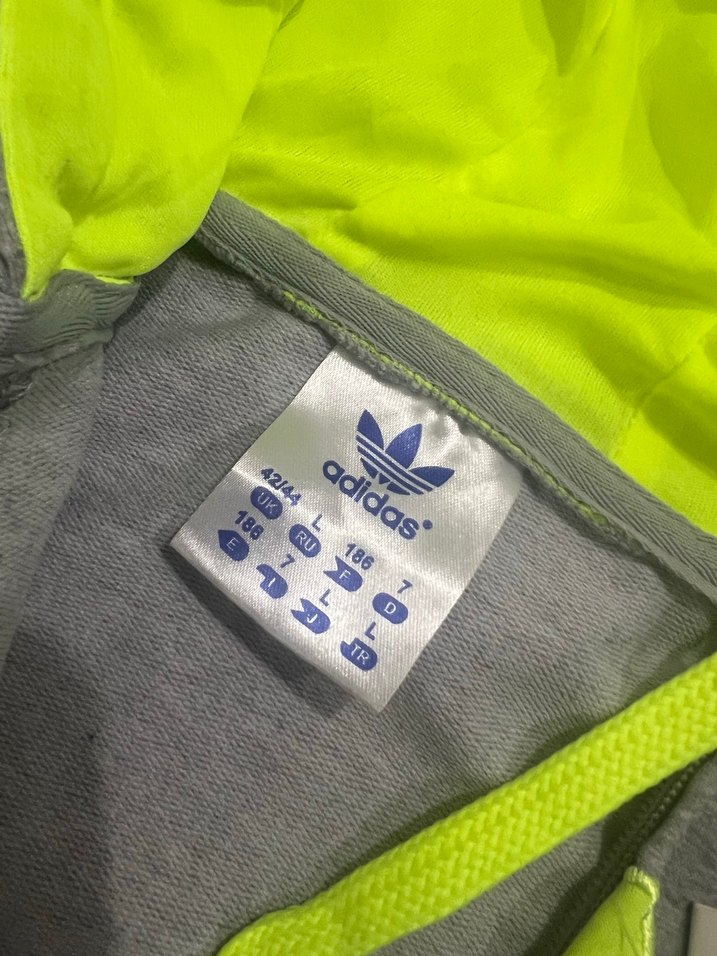 adidas®
42/44 L 186 7
UK RU F D
186 7 L L
E I J TR